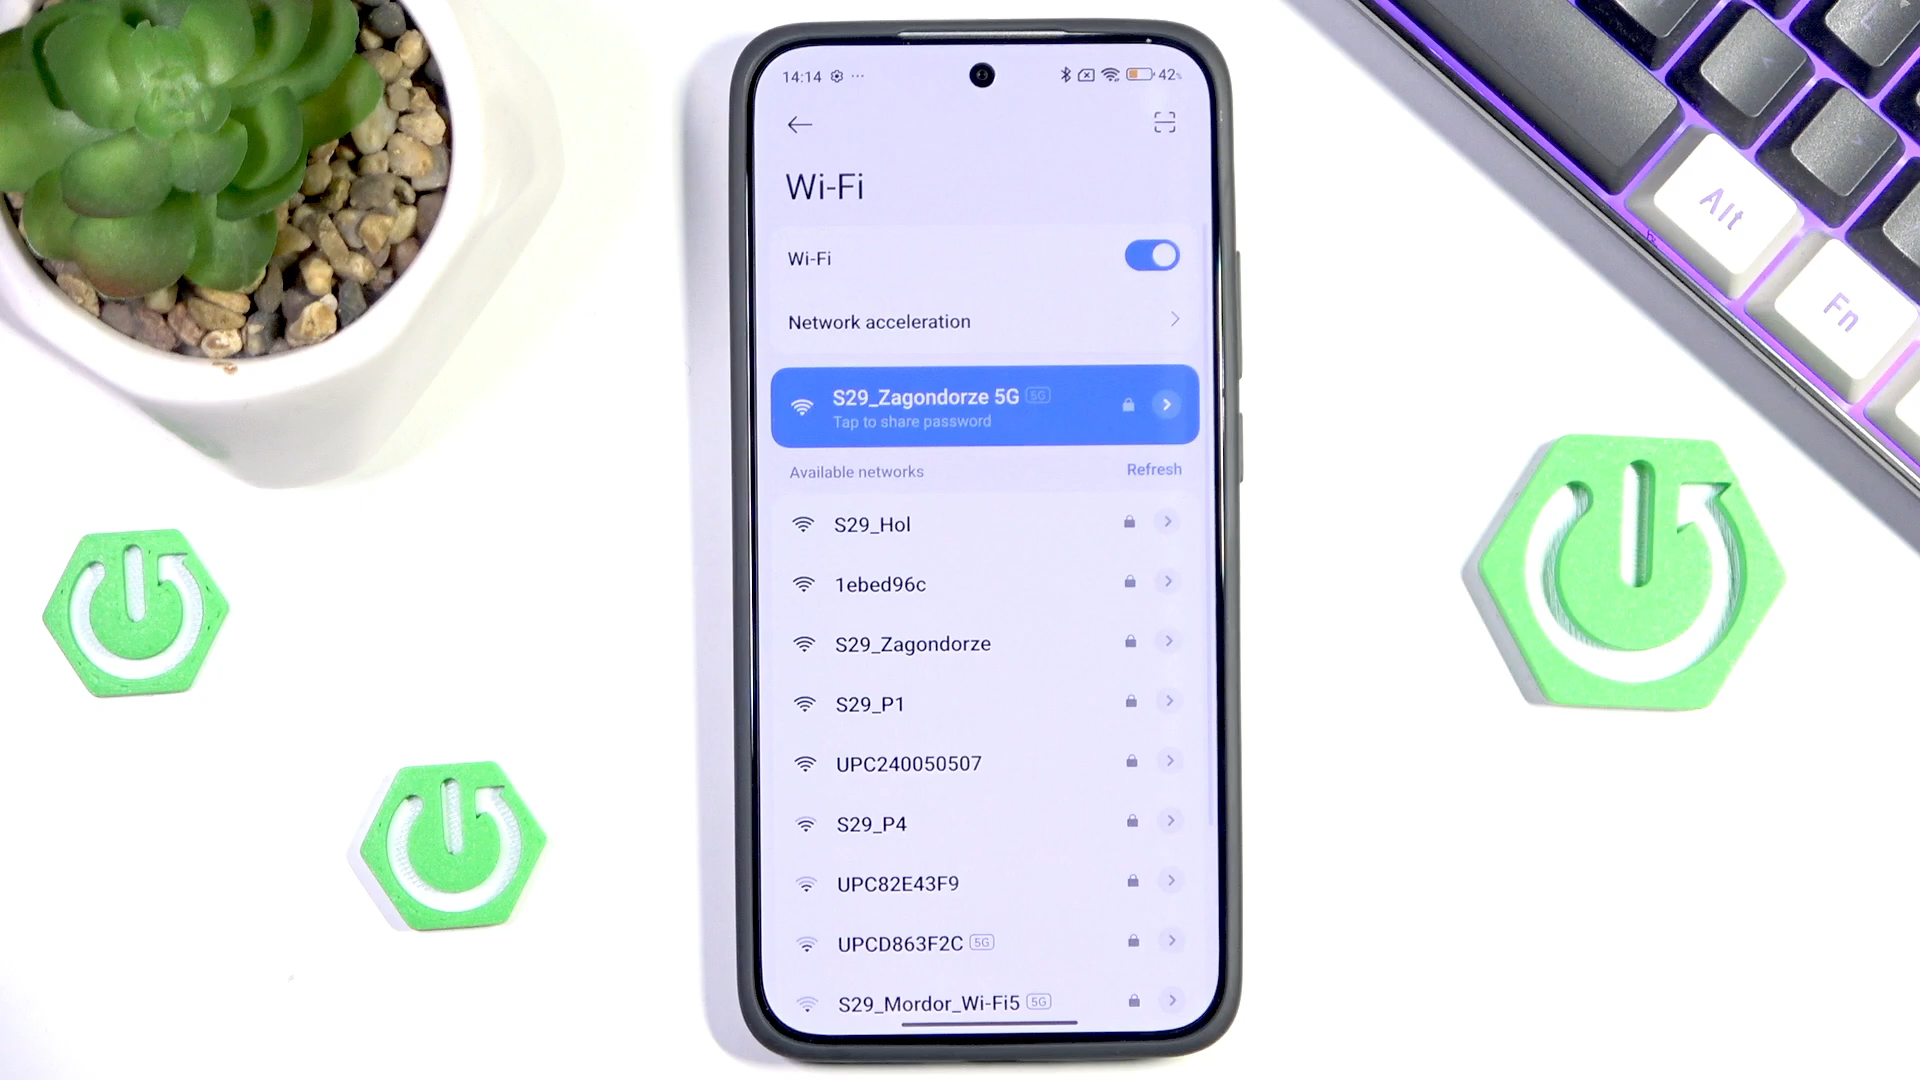 14:14 ... 42%
Wi-Fi
Wi-Fi
Network acceleration
S29_Zagondorze 5G 5G
Tap to share password
Available networks Refresh
S29_Hol
1ebed96c
S29_Zagondorze
S29_P1
UPC240050507
S29_P4
UPC82E43F9
UPCD863F2C 5G
S29_Mordor_Wi-Fi5 5G
Alt
Fn